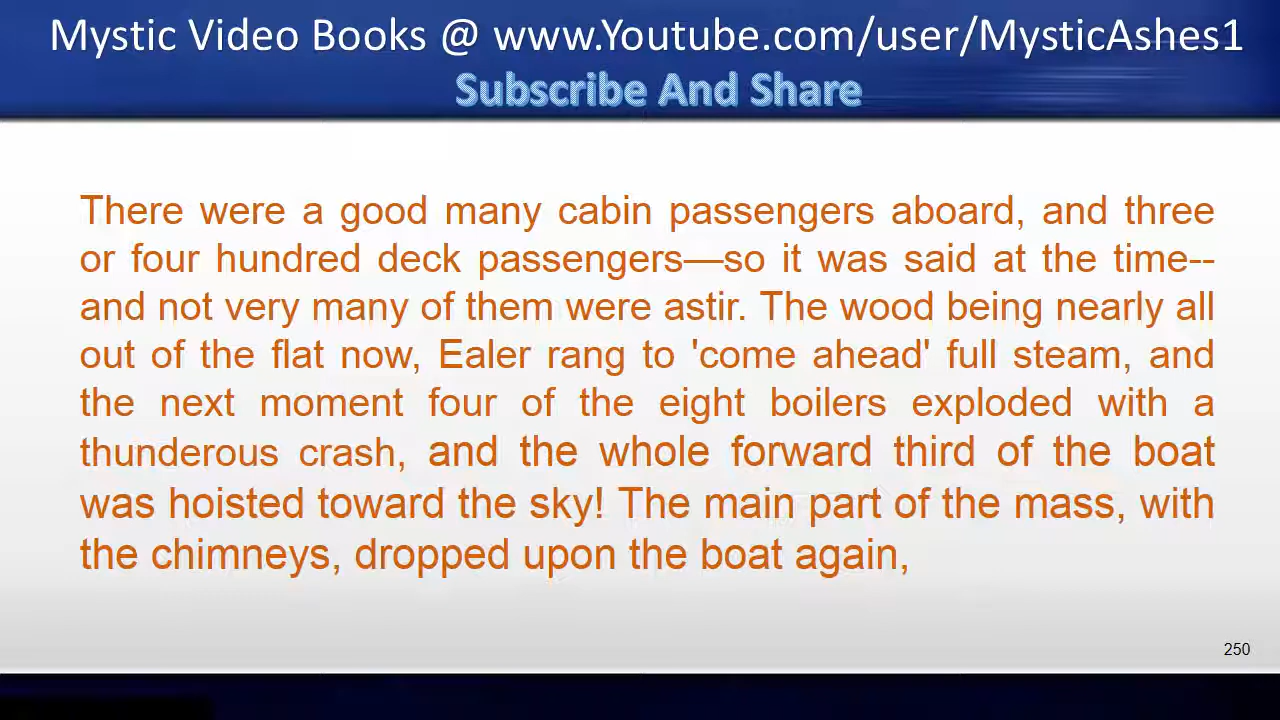 Mystic Video Books @ www.Youtube.com/user/MysticAshes1
Subscribe And Share
There were a good many cabin passengers aboard, and three
or four hundred deck passengers—so it was said at the time--
and not very many of them were astir. The wood being nearly all
out of the flat now, Ealer rang to 'come ahead' full steam, and
the next moment four of the eight boilers exploded with a
thunderous crash, and the whole forward third of the boat
was hoisted toward the sky! The main part of the mass, with
the chimneys, dropped upon the boat again,
250